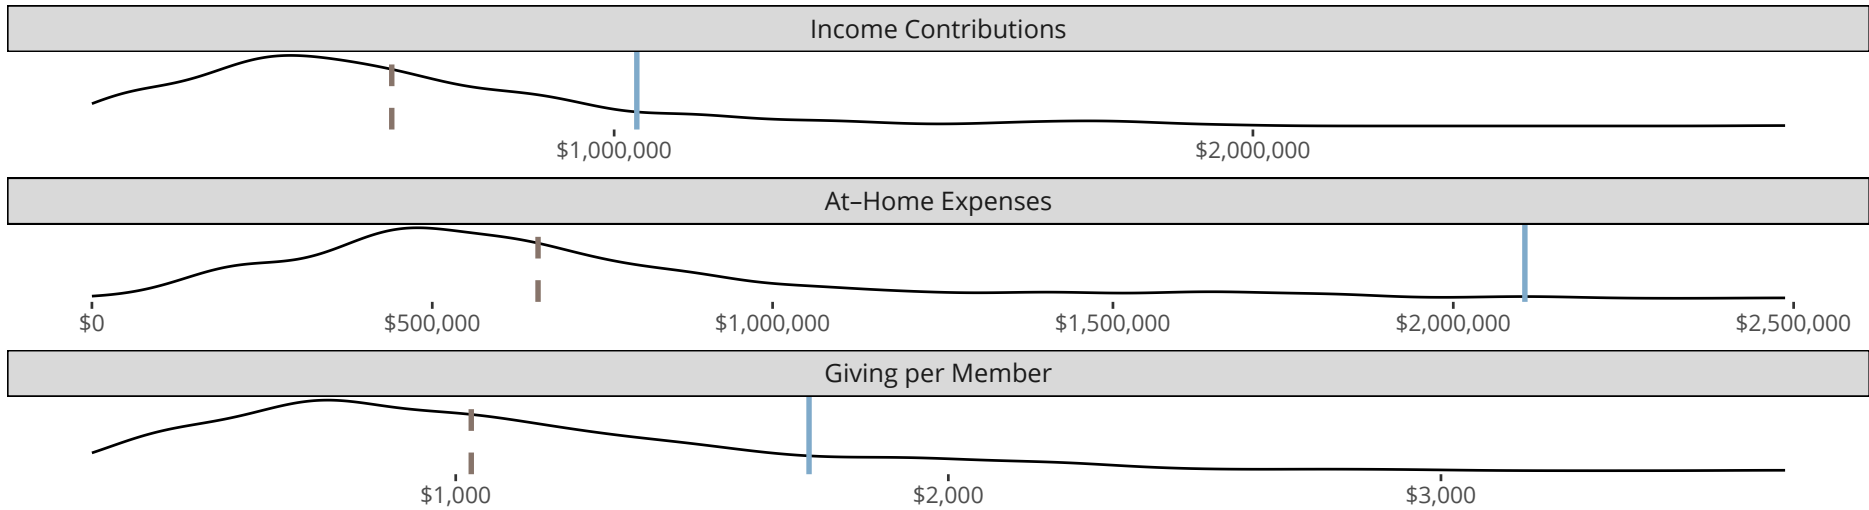 Income Contributions
$1,000,000 $2,000,000
At–Home Expenses
$0 $500,000 $1,000,000 $1,500,000 $2,000,000 $2,500,000
Giving per Member
$1,000 $2,000 $3,000